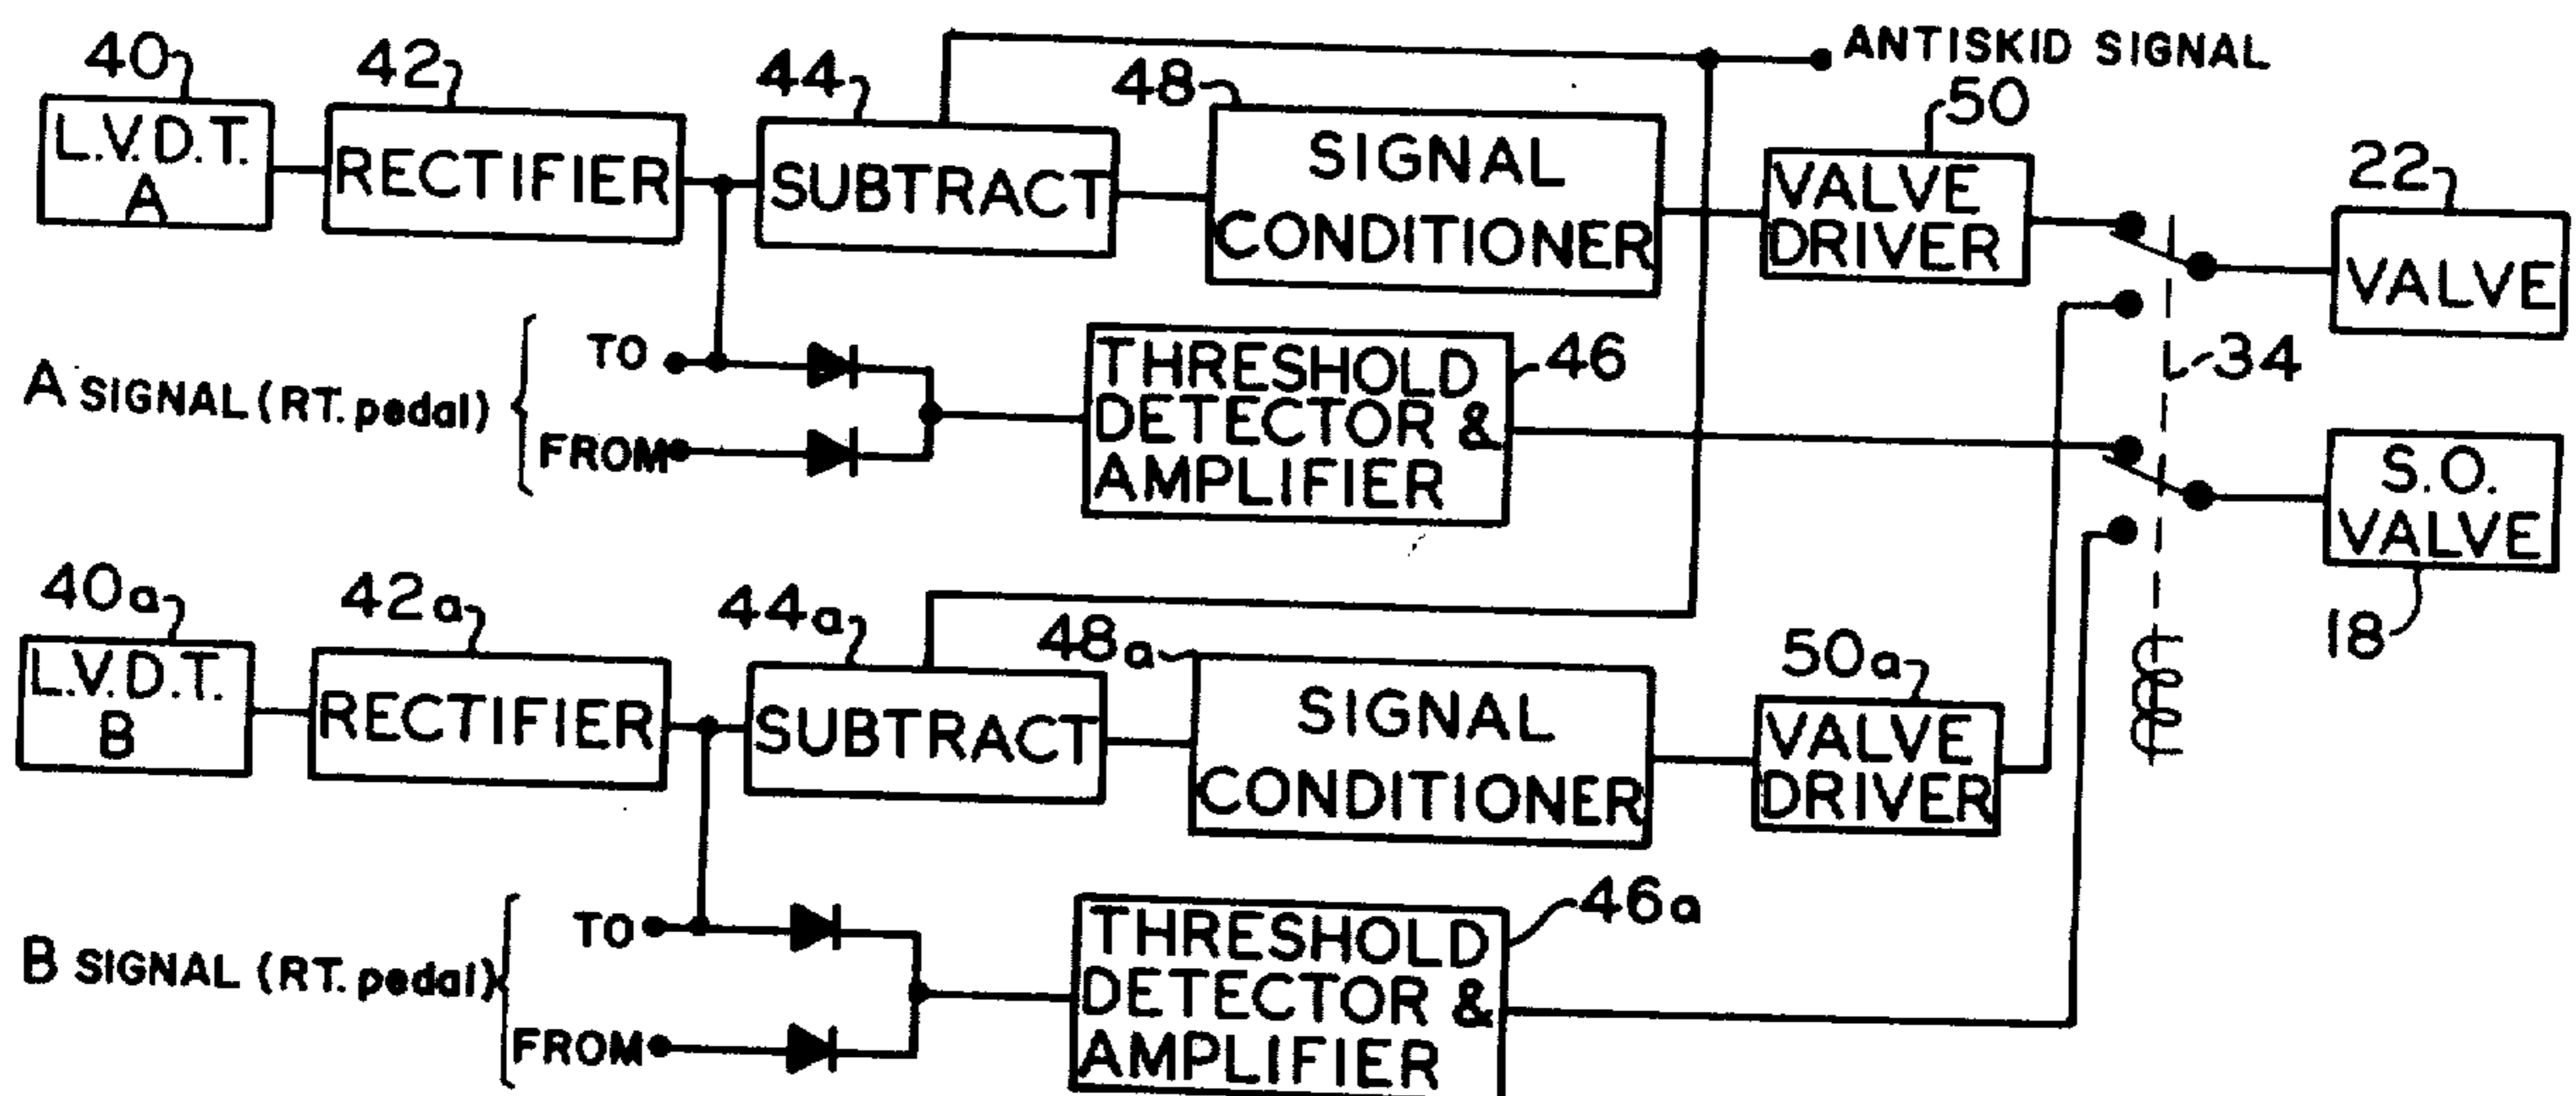 ANTISKID SIGNAL
40
42
44
48
50
22
L.V.D.T.
A
RECTIFIER
SUBTRACT
SIGNAL
CONDITIONER
VALVE
DRIVER
VALVE
34
A SIGNAL (RT. pedal)
TO
FROM
THRESHOLD
DETECTOR &
AMPLIFIER
46
S.O.
VALVE
18
40a
42a
44a
48a
50a
L.V.D.T.
B
RECTIFIER
SUBTRACT
SIGNAL
CONDITIONER
VALVE
DRIVER
B SIGNAL (RT. pedal)
TO
FROM
THRESHOLD
DETECTOR &
AMPLIFIER
46a